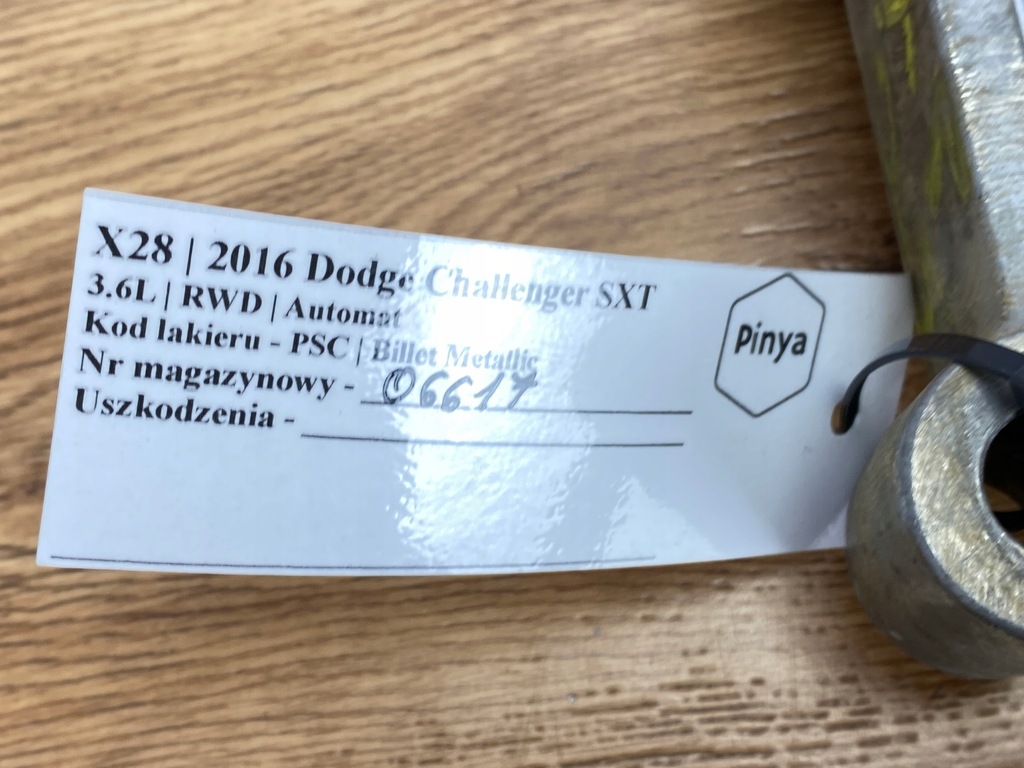 X28 | 2016 Dodge Challenger SXT
3.6L | RWD | Automat
Kod lakieru - PSC | Billet Metallic
Nr magazynowy - 06617
Uszkodzenia -
Pinya